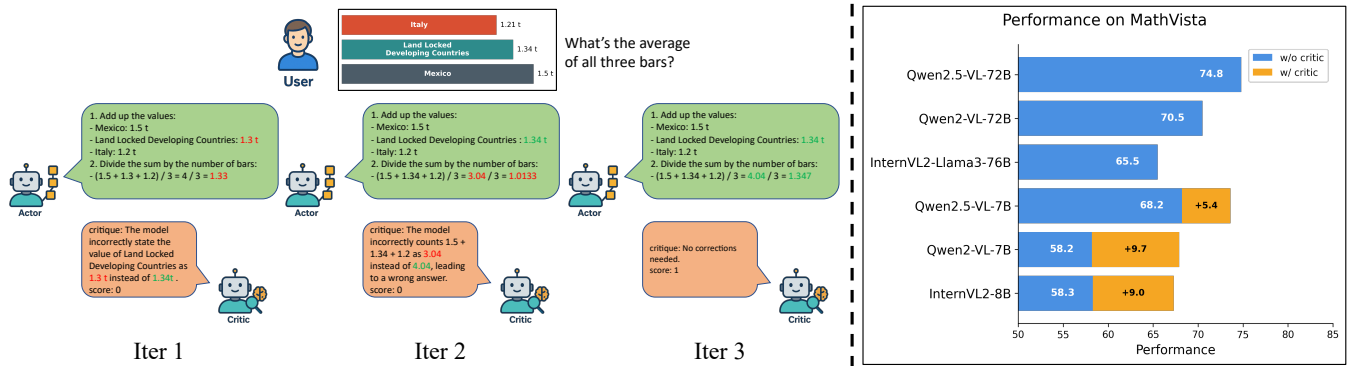 User
Italy
1.21 t
Land Locked
Developing Countries
1.34 t
Mexico
1.5 t
What's the average
of all three bars?
1. Add up the values:
- Mexico: 1.5 t
- Land Locked Developing Countries: 1.3 t
- Italy: 1.2 t
2. Divide the sum by the number of bars:
- (1.5 + 1.3 + 1.2) / 3 = 4 / 3 = 1.33
Actor
critique: The model
incorrectly state the
value of Land Locked
Developing Countries as
1.3 t instead of 1.34t .
score: 0
Critic
Iter 1
1. Add up the values:
- Mexico: 1.5 t
- Land Locked Developing Countries : 1.34 t
- Italy: 1.2 t
2. Divide the sum by the number of bars:
- (1.5 + 1.34 + 1.2) / 3 = 3.04 / 3 = 1.0133
Actor
critique: The model
incorrectly counts 1.5 +
1.34 + 1.2 as 3.04
instead of 4.04, leading
to a wrong answer.
score: 0
Critic
Iter 2
1. Add up the values:
- Mexico: 1.5 t
- Land Locked Developing Countries: 1.34 t
- Italy: 1.2 t
2. Divide the sum by the number of bars:
- (1.5 + 1.34 + 1.2) / 3 = 4.04 / 3 = 1.347
Actor
critique: No corrections
needed.
score: 1
Critic
Iter 3
Performance on MathVista
w/o critic
w/ critic
Qwen2.5-VL-72B
74.8
Qwen2-VL-72B
70.5
InternVL2-Llama3-76B
65.5
Qwen2.5-VL-7B
68.2
+5.4
Qwen2-VL-7B
58.2
+9.7
InternVL2-8B
58.3
+9.0
50 55 60 65 70 75 80 85
Performance